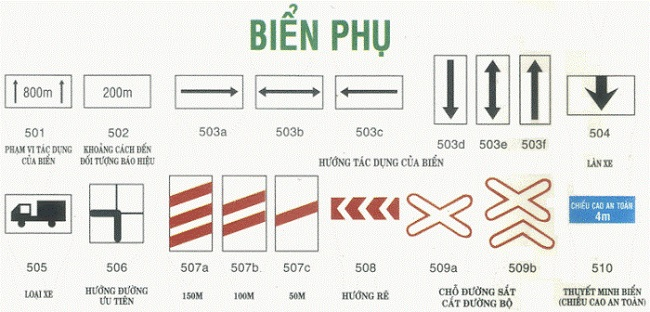 BIỂN PHỤ
800m
200m
501
502
503a
503b
503c
503d
503e
503f
504
PHẠM VI TÁC DỤNG
CỦA BIỂN
KHOẢNG CÁCH ĐẾN
ĐỐI TƯỢNG BÁO HIỆU
HƯỚNG TÁC DỤNG CỦA BIỂN
LÀN XE
CHIỀU CAO AN TOÀN
4m
505
506
507a
507b.
507c
508
509a
509b
510
LOẠI XE
HƯỚNG ĐƯỜNG
ƯU TIÊN
150M
100M
50M
HƯỚNG RẼ
CHỖ ĐƯỜNG SẮT
CẮT ĐƯỜNG BỘ
THUYẾT MINH BIỂN
(CHIỀU CAO AN TOÀN)